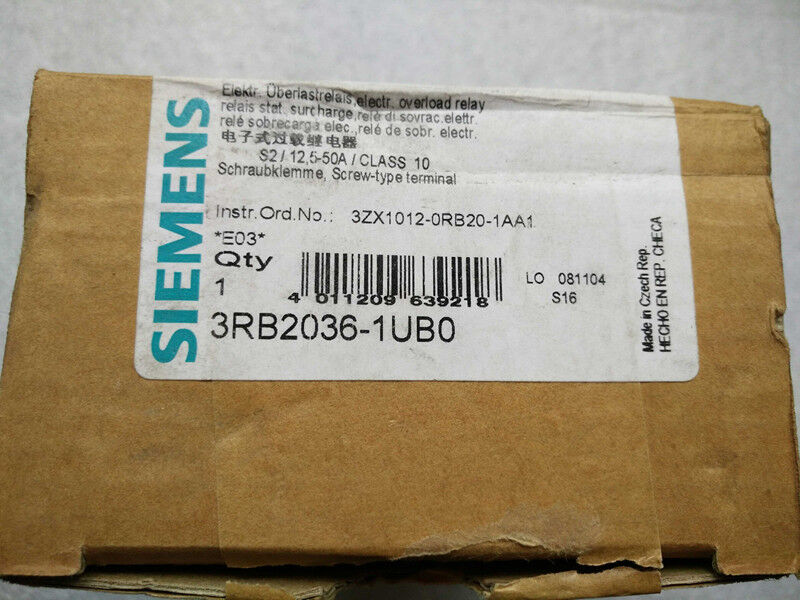 SIEMENS
Elektr. Überlastrelais,electr. overload relay
relais stat. surcharge,relé di sovrac.elettr.
relé sobrecarga elec.,relé de sobr. electr.
电子式过载继电器
S2 / 12,5-50A / CLASS 10
Schraubklemme, Screw-type terminal
Instr.Ord.No.: 3ZX1012-0RB20-1AA1
*E03*
Qty
1
4 011209 639218
LO 081104
S16
3RB2036-1UB0
Made in Czech Rep.
HECHO EN REP. CHECA